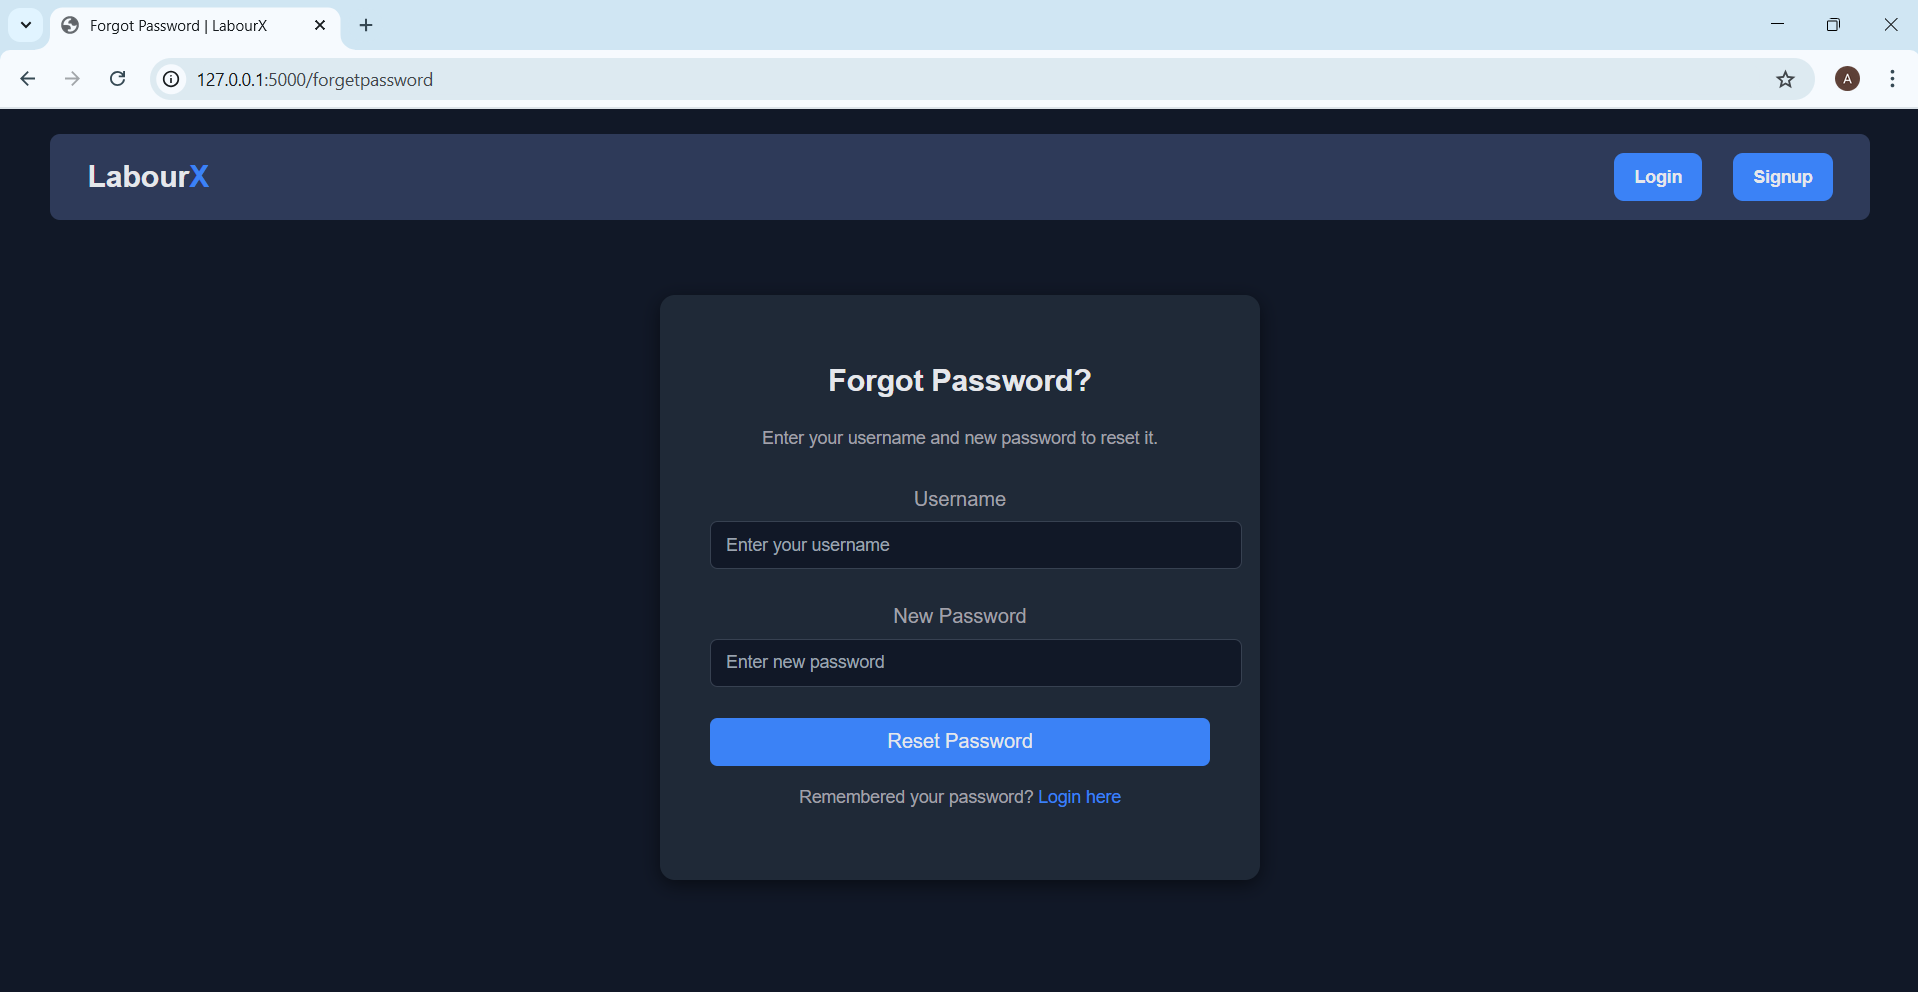 Forgot Password | LabourX
127.0.0.1:5000/forgetpassword
A
LabourX
Login
Signup
Forgot Password?
Enter your username and new password to reset it.
Username
Enter your username
New Password
Enter new password
Reset Password
Remembered your password? Login here